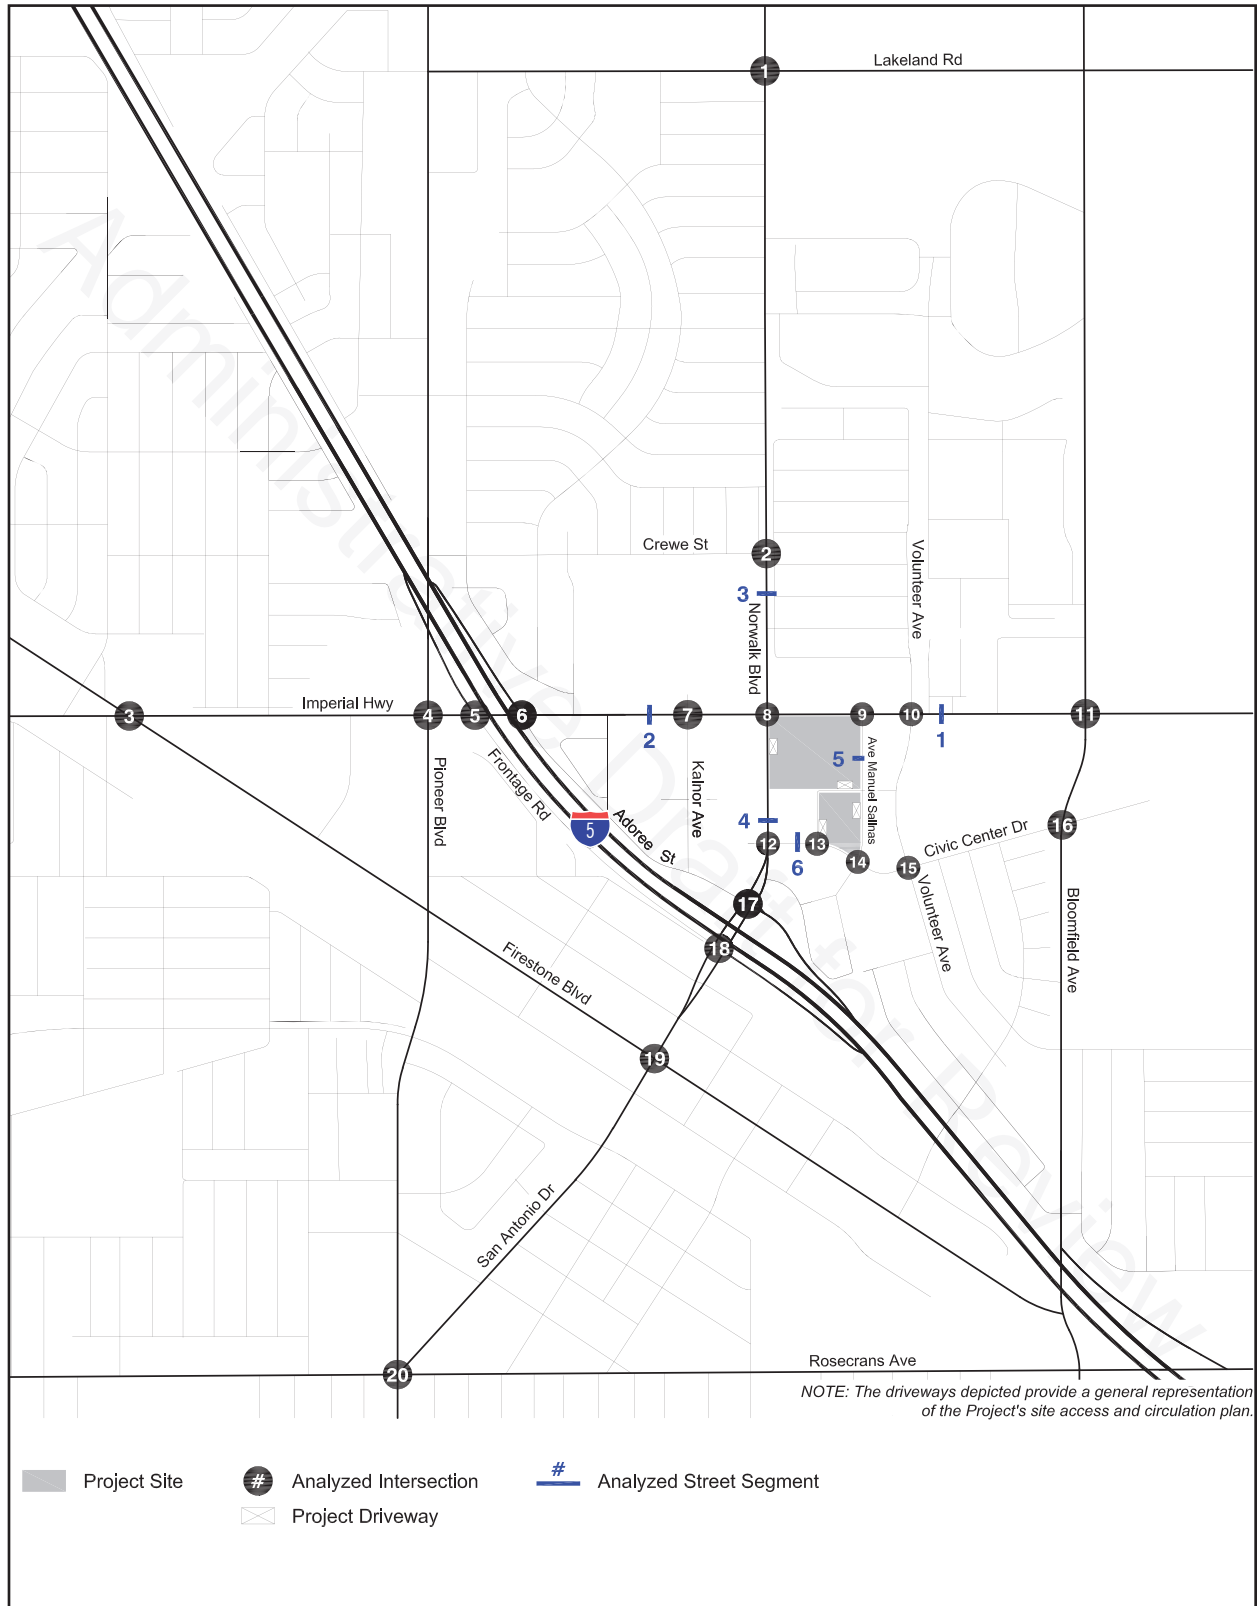 1
Lakeland Rd
Crewe St
2
3
Norwalk Blvd
Volunteer Ave
Imperial Hwy
3
4
5
6
2
7
8
9
10
1
11
Pioneer Blvd
Frontage Rd
5
Adoree St
Kalnor Ave
5
Ave Manuel Salinas
4
12
6
13
14
15
Civic Center Dr
16
17
18
Volunteer Ave
Bloomfield Ave
Firestone Blvd
19
San Antonio Dr
20
Rosecrans Ave
Administrative Draft for Review
NOTE: The driveways depicted provide a general representation
of the Project's site access and circulation plan.
Project Site
# Analyzed Intersection
# Analyzed Street Segment
Project Driveway